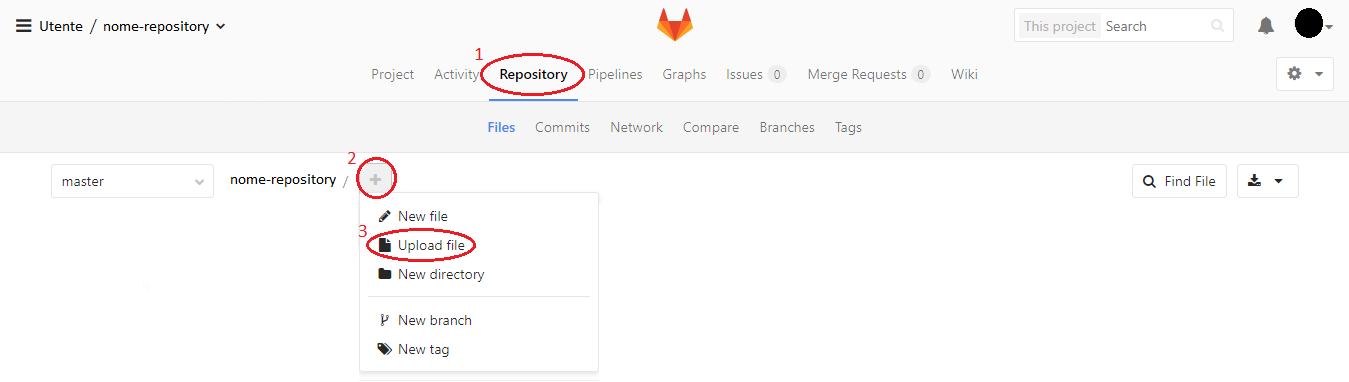 Utente / nome-repository
This project Search
1
Project Activity Repository Pipelines Graphs Issues 0 Merge Requests 0 Wiki
Files Commits Network Compare Branches Tags
2
master nome-repository / + Find File
New file
3 Upload file
New directory
New branch
New tag